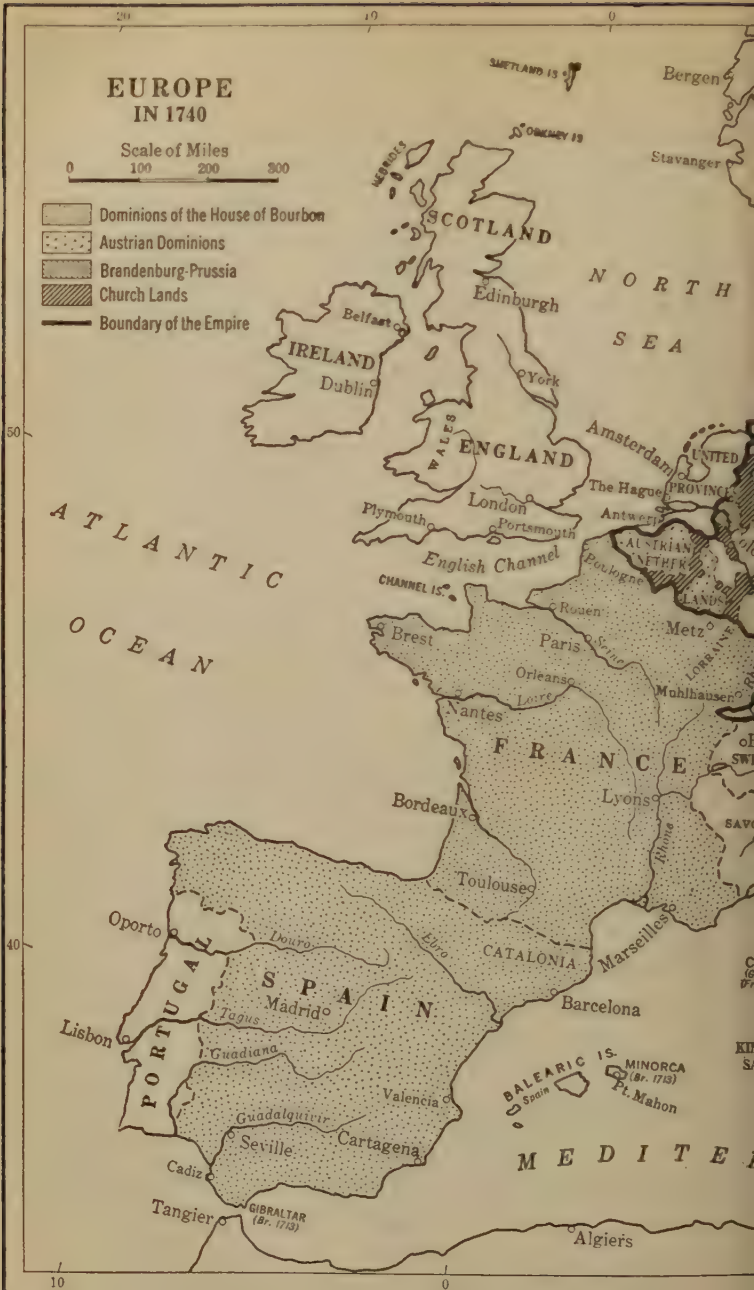 20
10
0
EUROPE
IN 1740
Scale of Miles
0 100 200 300
Dominions of the House of Bourbon
Austrian Dominions
Brandenburg-Prussia
Church Lands
Boundary of the Empire
SHETLAND IS
ORKNEY IS
HEBRIDES
Bergen
Stavanger
SCOTLAND
Edinburgh
NORTH
SEA
Belfast
IRELAND
Dublin
York
50
WALES
ENGLAND
London
Plymouth
Portsmouth
English Channel
CHANNEL IS.
Amsterdam
UNITED
The Hague
PROVINCE
Antwerp
AUSTRIAN
NETHER
LANDS
ATLANTIC
OCEAN
Rouen
Metz
LORRAINE
Brest
Paris
Seine
Orleans
Loire
Muhlhausen
Nantes
FRANCE
SWI
Lyons
SAVO
Bordeaux
Rhone
Toulouse
Marseilles
40
Oporto
Douro
Ebro
CATALONIA
PORTUGAL
SPAIN
Madrid
Barcelona
Lisbon
Tagus
Guadiana
BALEARIC IS.
Spain
MINORCA
(Br. 1713)
Pt. Mahon
KIN
Valencia
Guadalquivir
Seville
Cartagena
MEDITE
Cadiz
Tangier
GIBRALTAR
(Br. 1713)
Algiers
10
0